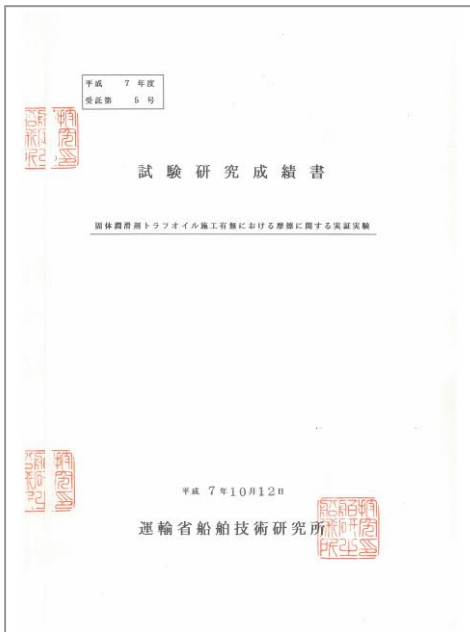 平成 7 年度
受託第 5 号
試験研究成績書
固体潤滑剤トラフオイル施工有無における摩擦に関する実証実験
平成 7年10月12日
運輸省船舶技術研究所